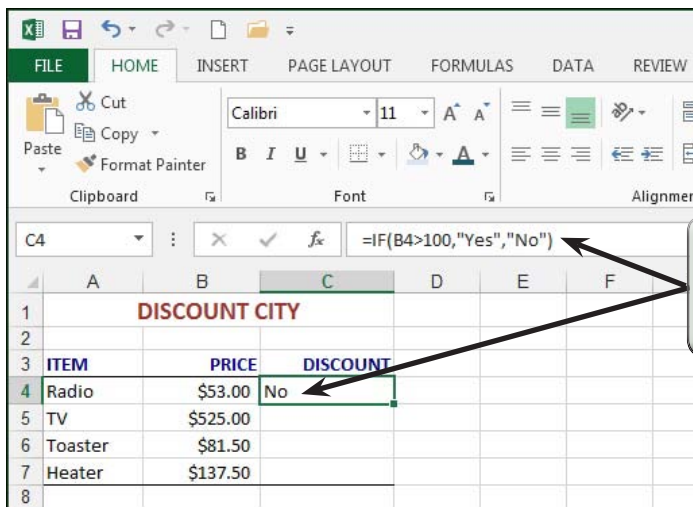 FILE HOME INSERT PAGE LAYOUT FORMULAS DATA REVIEW
Paste
Cut
Copy
Format Painter
Clipboard
Calibri 11 A A
B I U A
Font
Alignmen
C4 fx =IF(B4>100,"Yes","No")
A B C D E F
1 DISCOUNT CITY
2
3 ITEM PRICE DISCOUNT
4 Radio $53.00 No
5 TV $525.00
6 Toaster $81.50
7 Heater $137.50
8